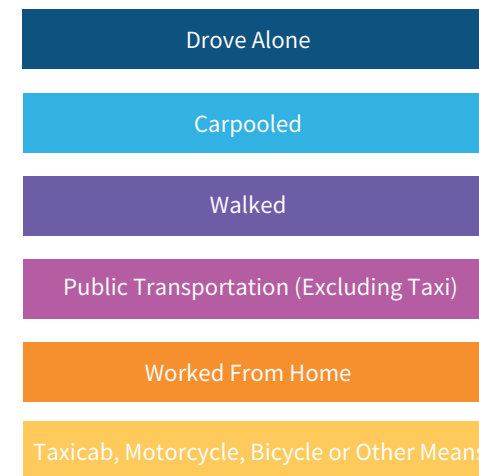 Drove Alone
Carpooled
Walked
Public Transportation (Excluding Taxi)
Worked From Home
Taxicab, Motorcycle, Bicycle or Other Means